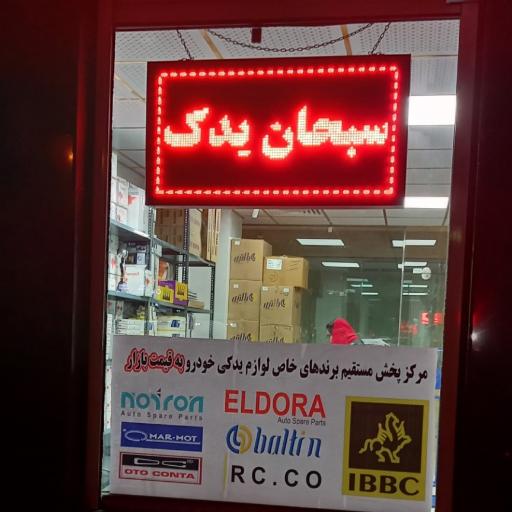 سبحان یدک
مرکز پخش مستقیم برندهای خاص لوازم یدکی خودرو به قیمت بازار
noiron
Auto Spare Parts
ELDORA
Auto Spare Parts
MAR-MOT
baltin
OTO CONTA
RC.CO
IBBC